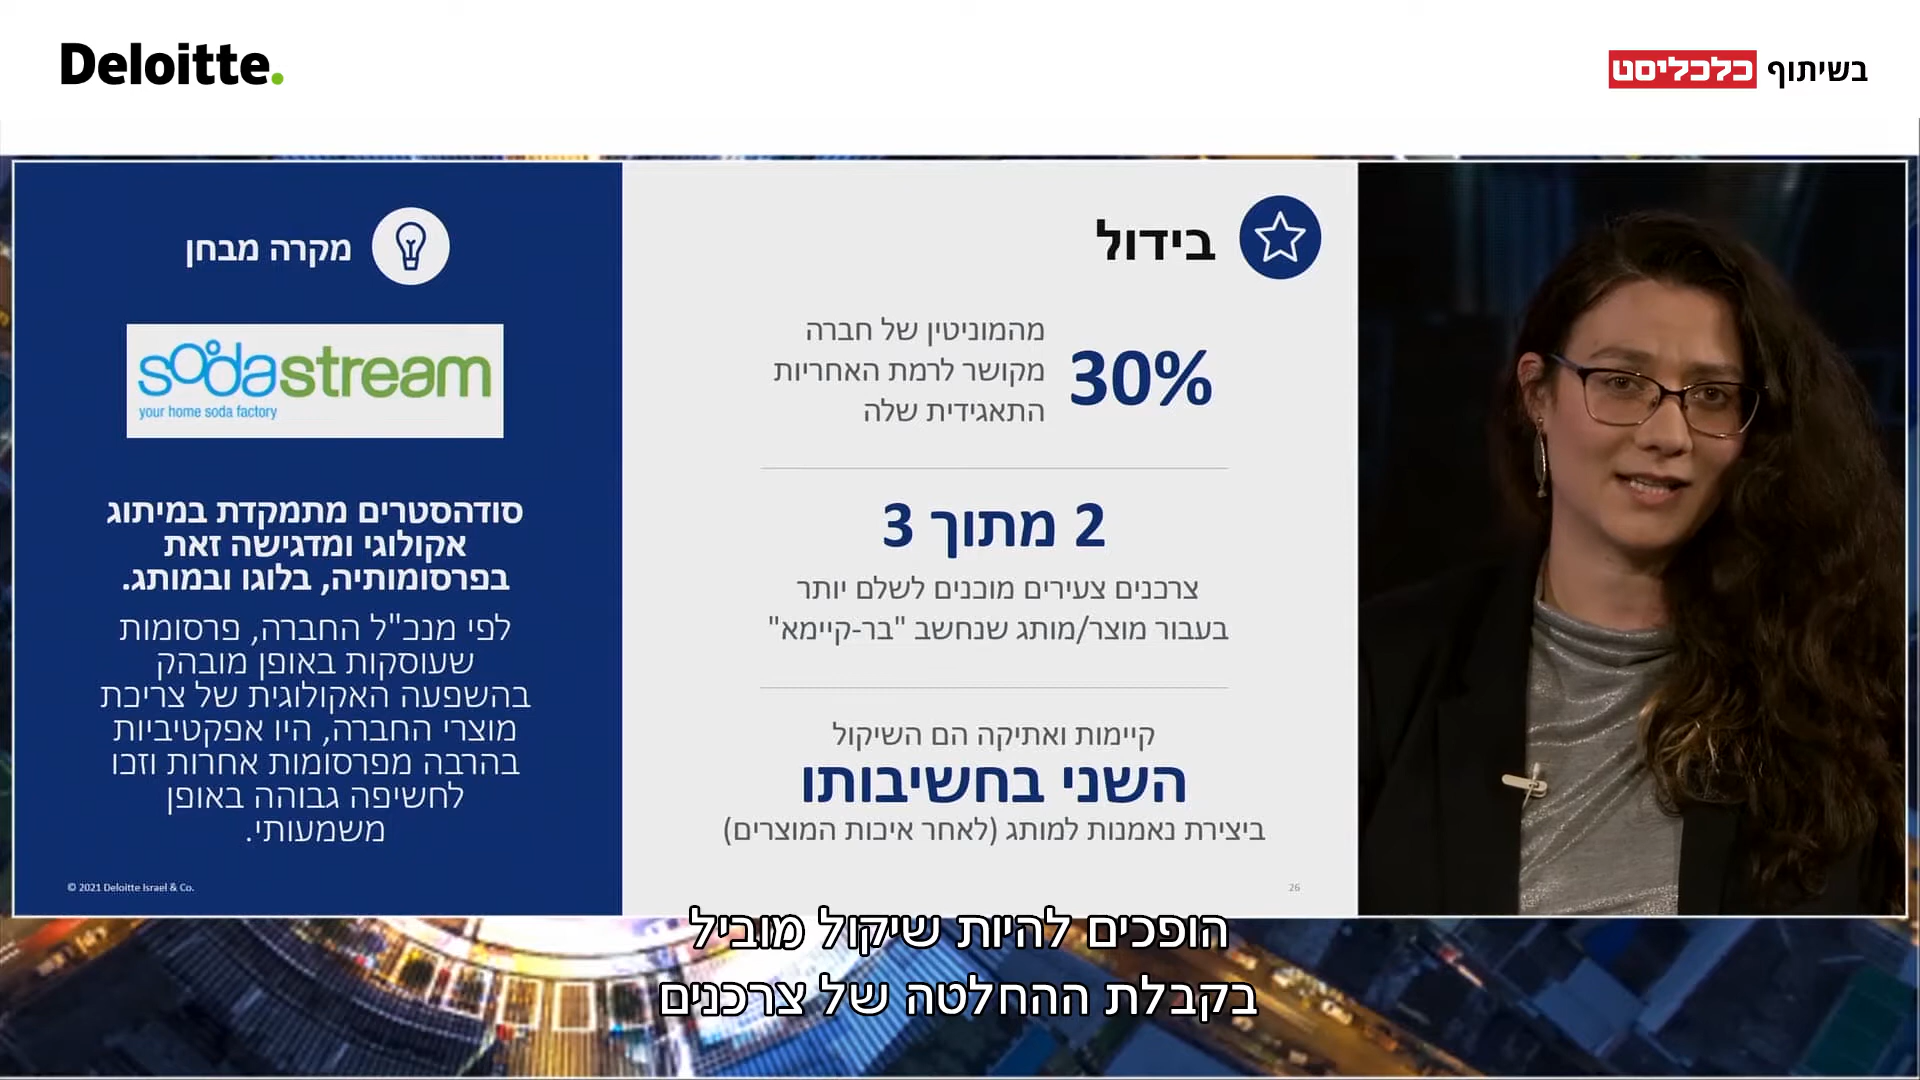 Deloitte.
בשיתוף כלכליסט
בידול
30%
מהמוניטין של חברה
מקושר לרמת האחריות
התאגידית שלה
2 מתוך 3
צרכנים צעירים מוכנים לשלם יותר
בעבור מוצר/מותג שנחשב "בר-קיימא"
קיימות ואתיקה הם השיקול
השני בחשיבותו
ביצירת נאמנות למותג (לאחר איכות המוצרים)
26
מקרה מבחן
sodastream
your home soda factory
סודהסטרים מתמקדת במיתוג
אקולוגי ומדגישה זאת
בפרסומותיה, בלוגו ובמותג.
לפי מנכ"ל החברה, פרסומות
שעוסקות באופן מובהק
בהשפעה האקולוגית של צריכת
מוצרי החברה, היו אפקטיביות
בהרבה מפרסומות אחרות וזכו
לחשיפה גבוהה באופן
משמעותי.
© 2021 Deloitte Israel & Co.
הופכים להיות שיקול מוביל
בקבלת ההחלטה של צרכנים